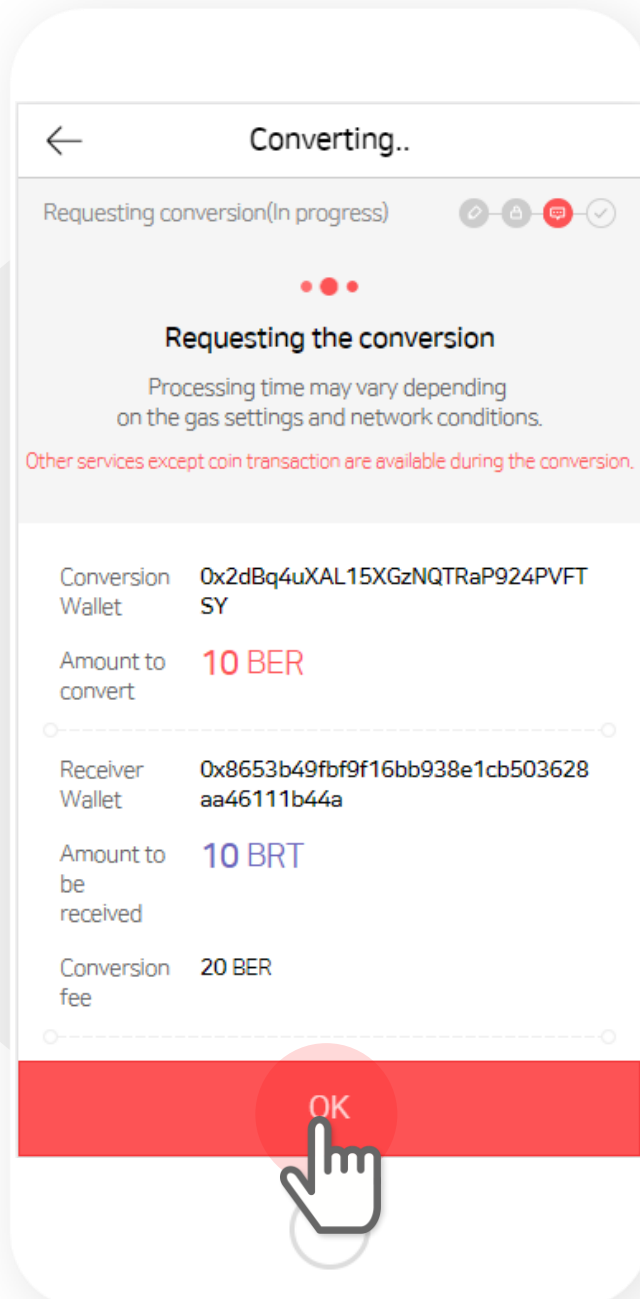 Converting..
Requesting conversion(In progress)
Requesting the conversion
Processing time may vary depending
on the gas settings and network conditions.
Other services except coin transaction are available during the conversion.
Conversion 0x2dBq4uXAL15XGzNQTRaP924PVFT
Wallet SY
Amount to 10 BER
convert
Receiver 0x8653b49fbf9f16bb938e1cb503628
Wallet aa46111b44a
Amount to 10 BRT
be
received
Conversion 20 BER
fee
OK